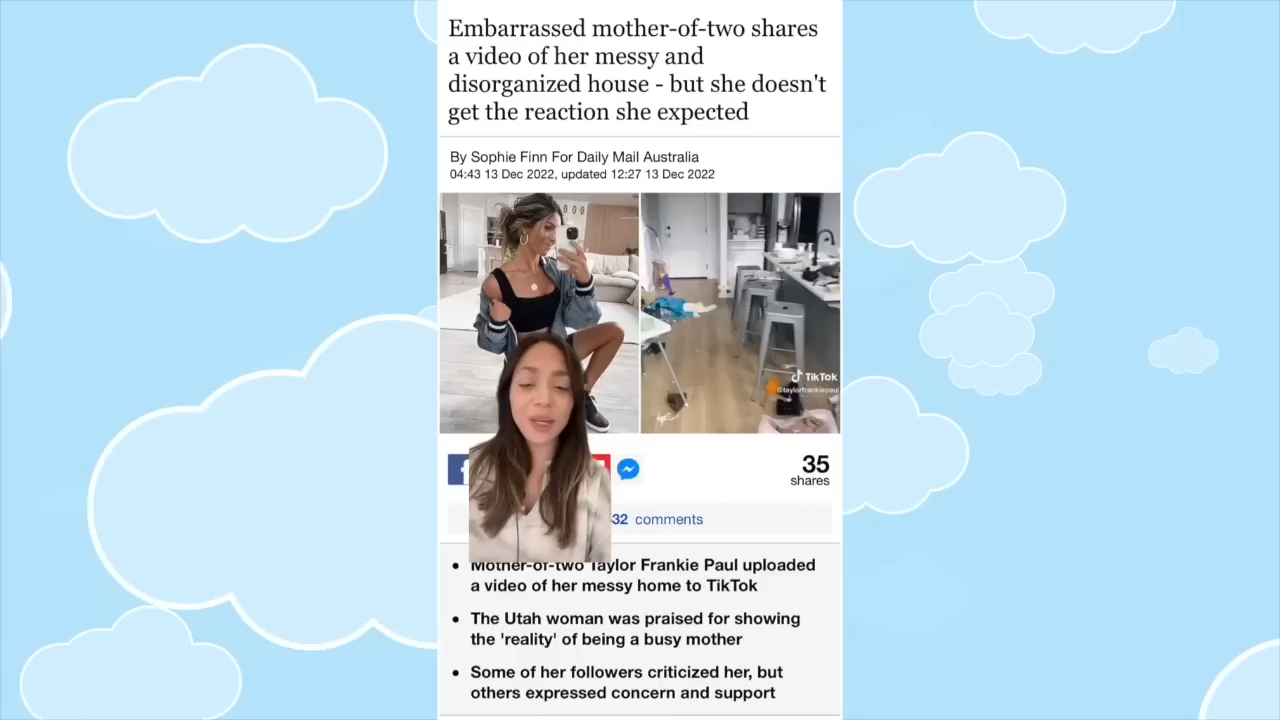 Embarrassed mother-of-two shares
a video of her messy and
disorganized house - but she doesn't
get the reaction she expected
By Sophie Finn For Daily Mail Australia
04:43 13 Dec 2022, updated 12:27 13 Dec 2022
TikTok
@taylorfrankiepaul
35
shares
32 comments
Mother-of-two Taylor Frankie Paul uploaded
a video of her messy home to TikTok
The Utah woman was praised for showing
the 'reality' of being a busy mother
Some of her followers criticized her, but
others expressed concern and support